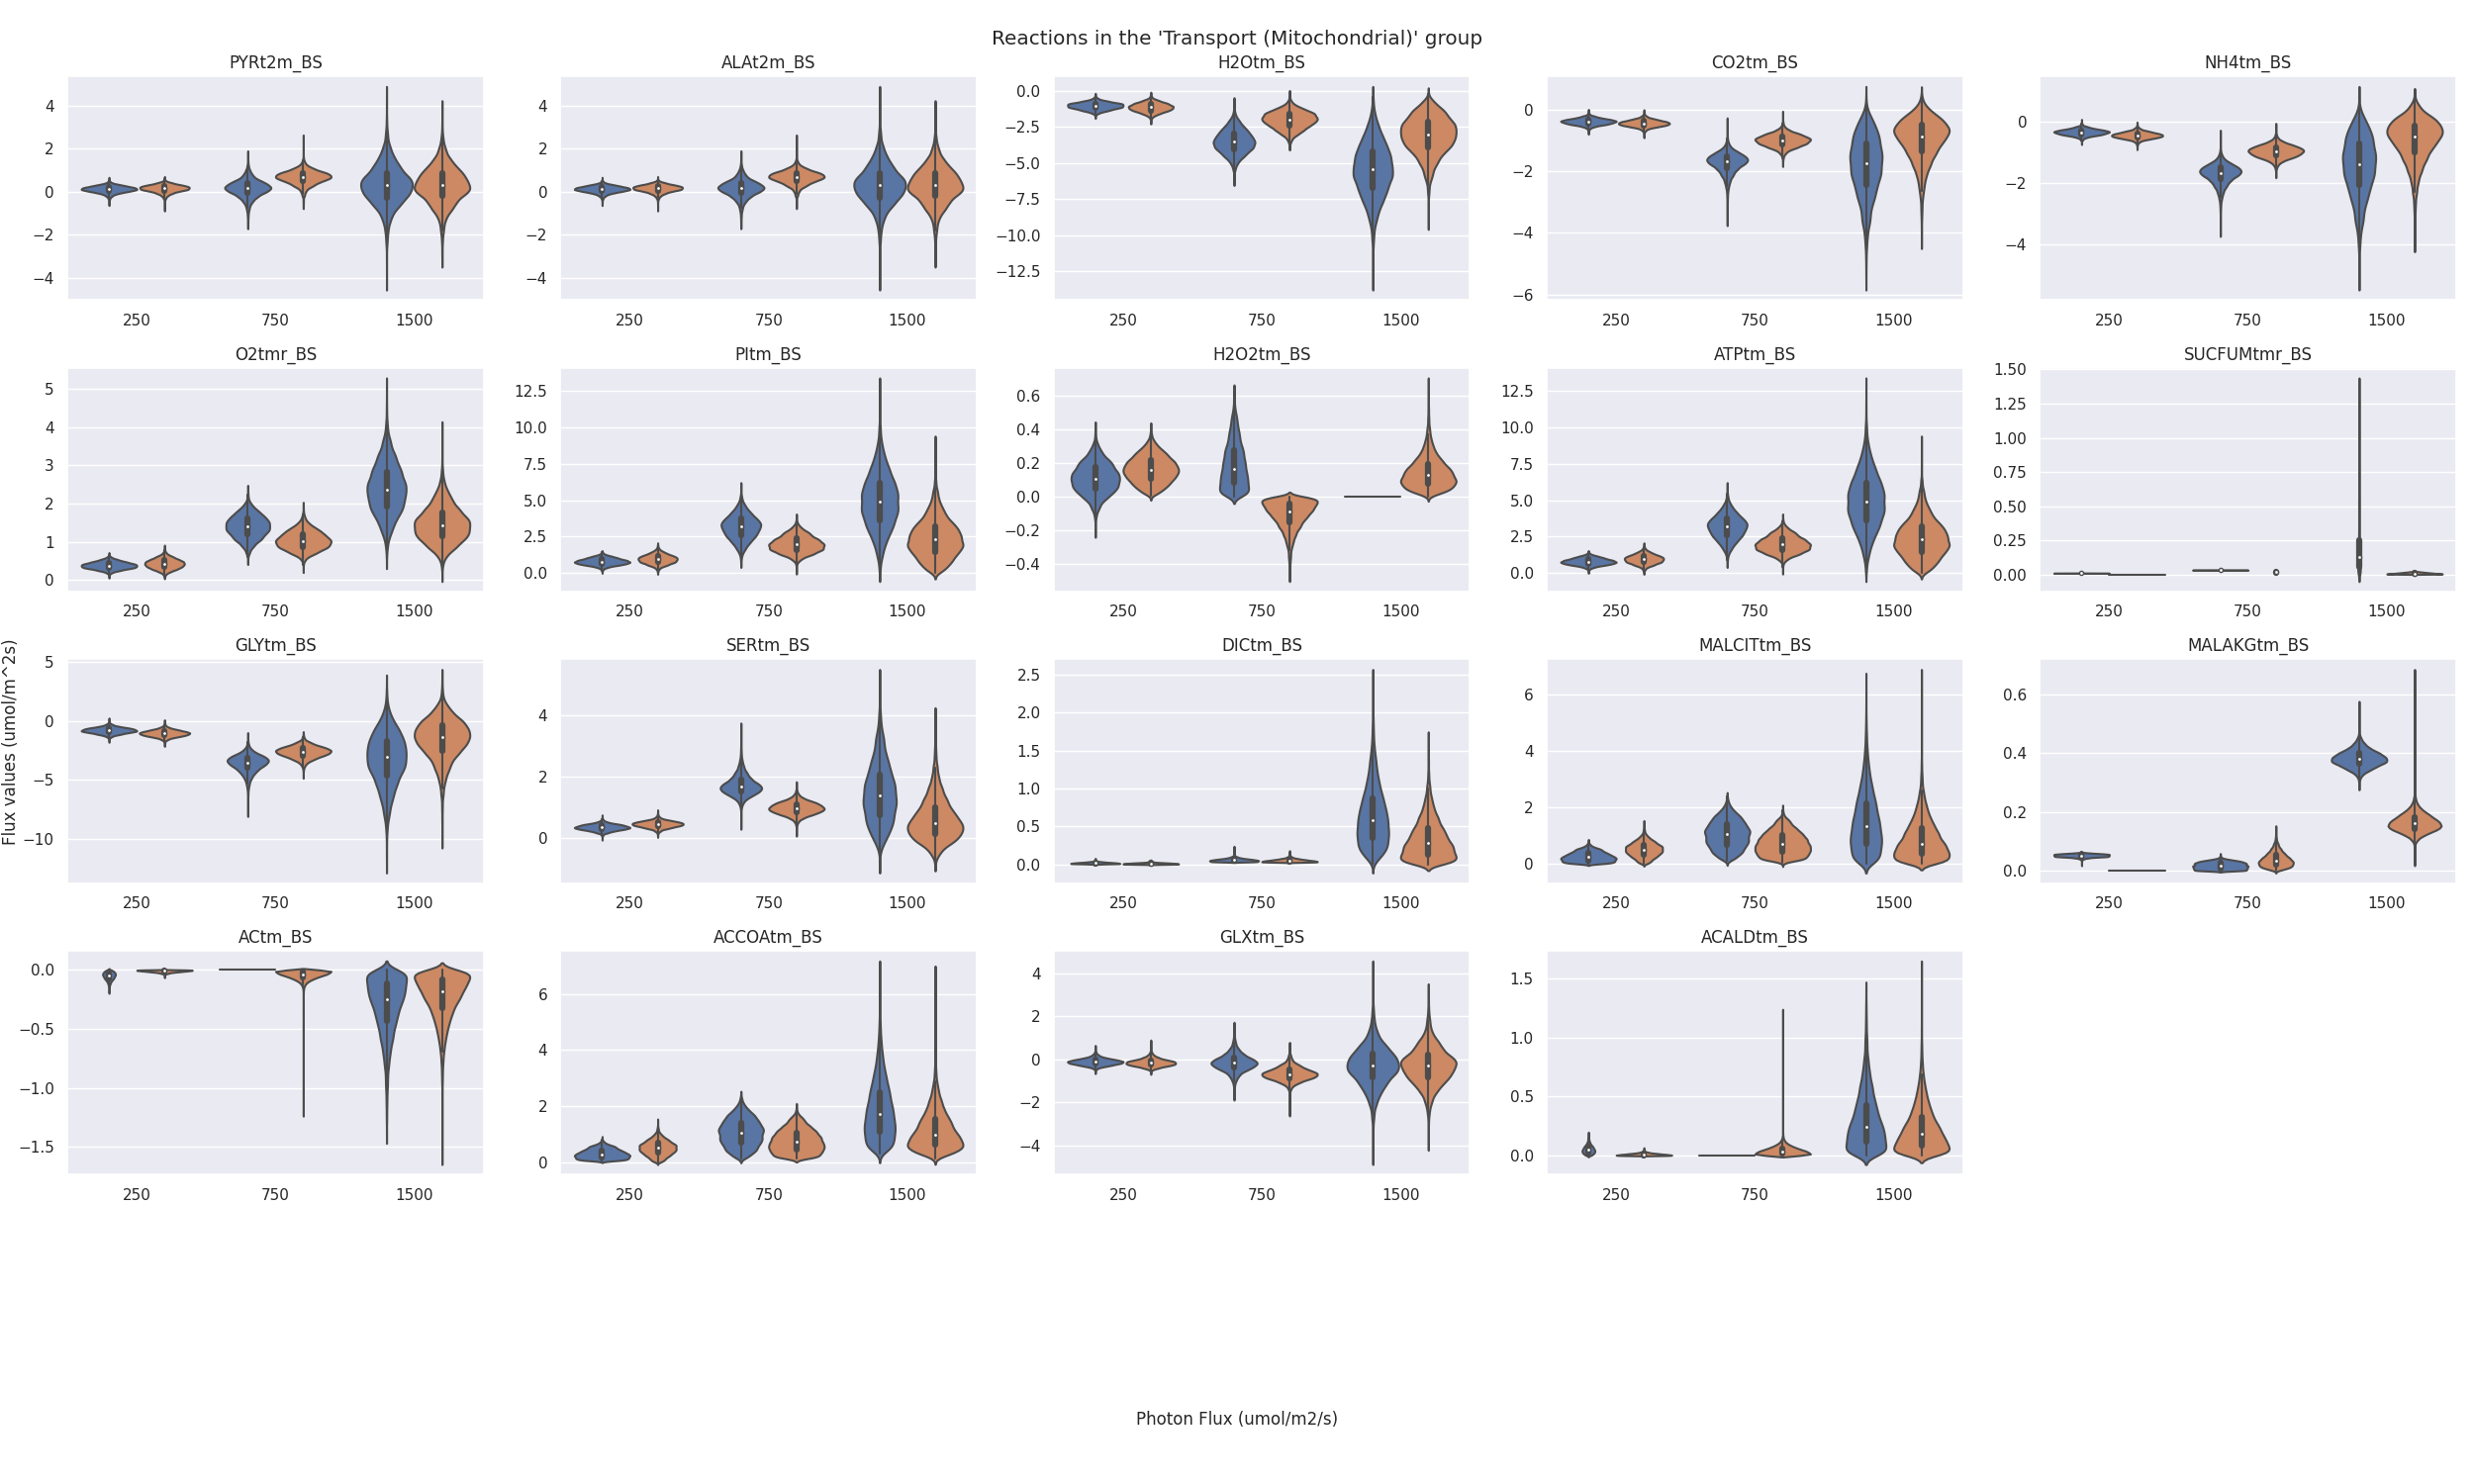 Reactions in the 'Transport (Mitochondrial)' group
PYRt2m_BS
4
2
0
−2
−4
250 750 1500
ALAt2m_BS
4
2
0
−2
−4
250 750 1500
H2Otm_BS
0.0
−2.5
−5.0
−7.5
−10.0
−12.5
250 750 1500
CO2tm_BS
0
−2
−4
−6
250 750 1500
NH4tm_BS
0
−2
−4
250 750 1500
O2tmr_BS
5
4
3
2
1
0
250 750 1500
PItm_BS
12.5
10.0
7.5
5.0
2.5
0.0
250 750 1500
H2O2tm_BS
0.6
0.4
0.2
0.0
−0.2
−0.4
250 750 1500
ATPtm_BS
12.5
10.0
7.5
5.0
2.5
0.0
250 750 1500
SUCFUMtmr_BS
1.50
1.25
1.00
0.75
0.50
0.25
0.00
250 750 1500
Flux values (umol/m^2s)
GLYtm_BS
5
0
−5
−10
250 750 1500
SERtm_BS
4
2
0
250 750 1500
DICtm_BS
2.5
2.0
1.5
1.0
0.5
0.0
250 750 1500
MALCITtm_BS
6
4
2
0
250 750 1500
MALAKGtm_BS
0.6
0.4
0.2
0.0
250 750 1500
ACtm_BS
0.0
−0.5
−1.0
−1.5
250 750 1500
ACCOAtm_BS
6
4
2
0
250 750 1500
GLXtm_BS
4
2
0
−2
−4
250 750 1500
ACALDtm_BS
1.5
1.0
0.5
0.0
250 750 1500
Photon Flux (umol/m2/s)